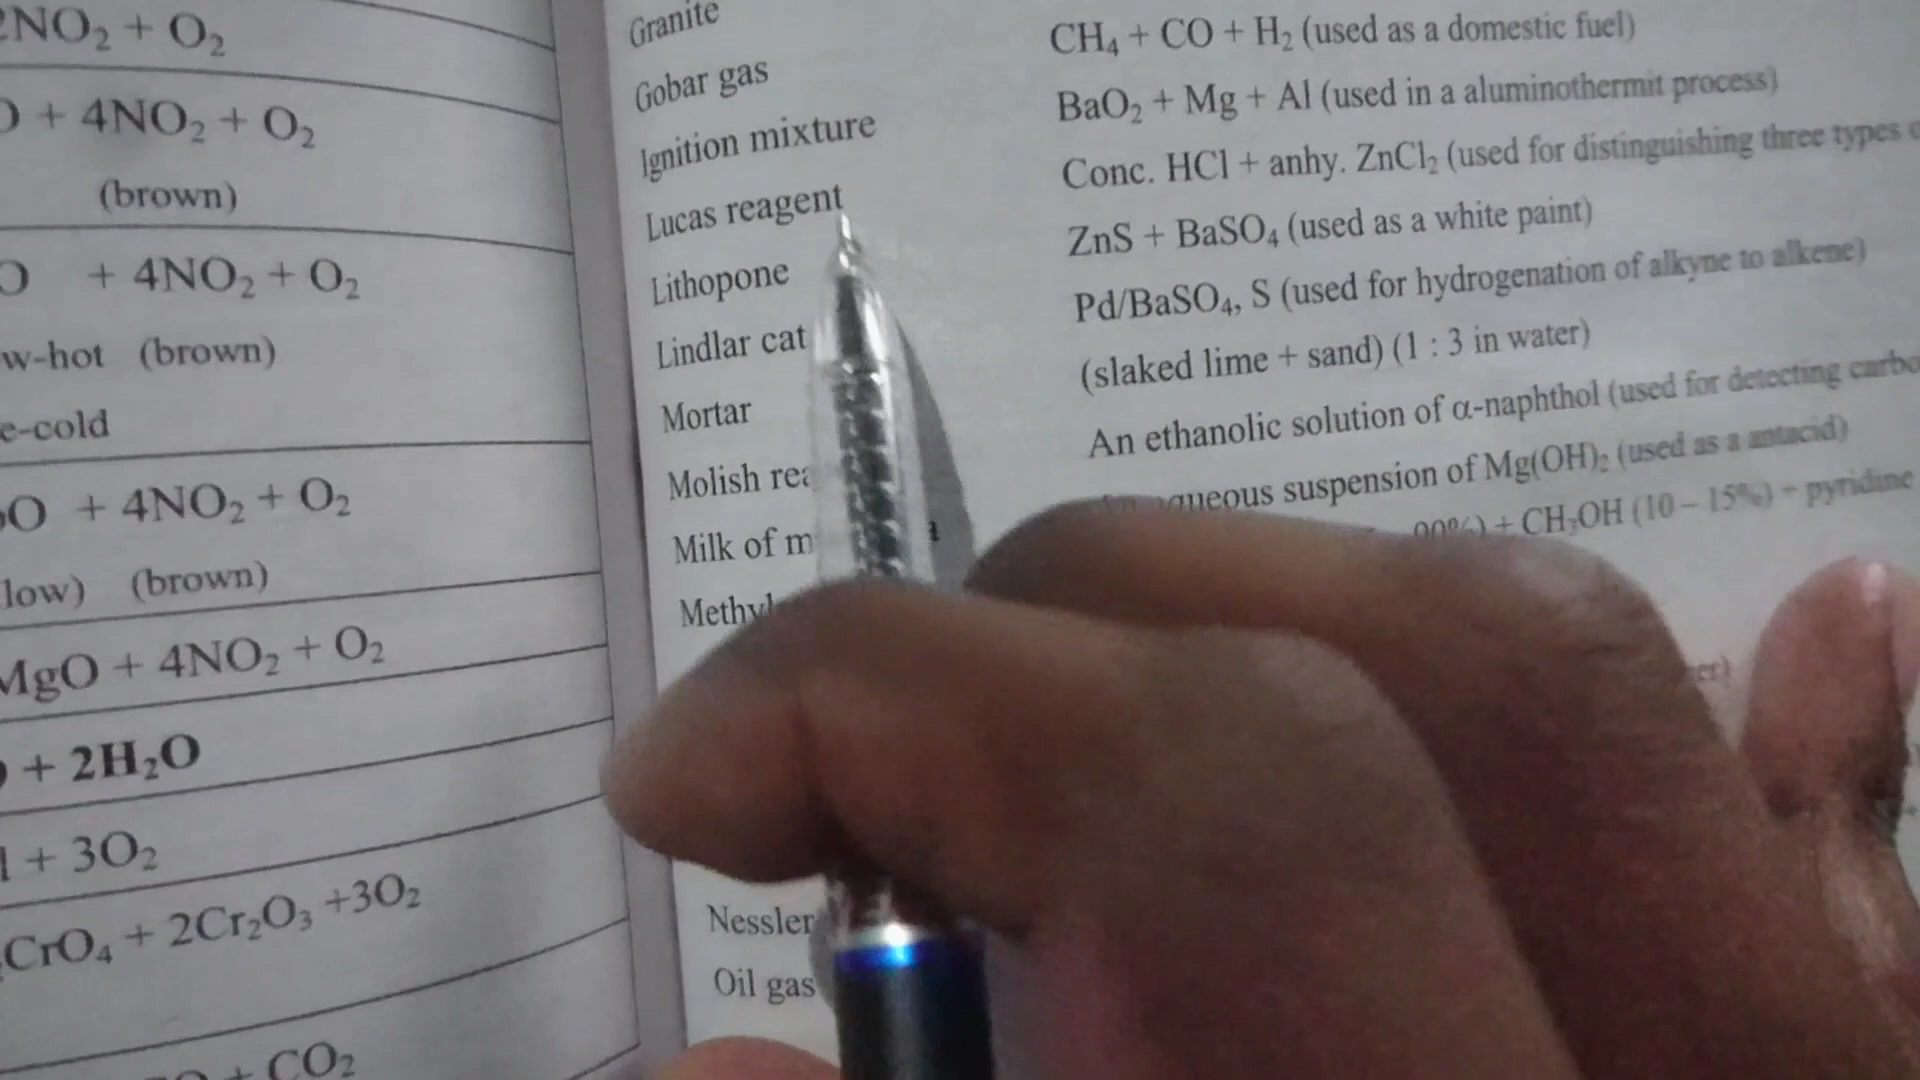 2NO₂ + O₂
+ 4NO₂ + O₂
(brown)
+ 4NO₂ + O₂
w-hot (brown)
e-cold
O + 4NO₂ + O₂
low) (brown)
MgO + 4NO₂ + O₂
+ 2H₂O
+ 3O₂
CrO₄ + 2Cr₂O₃ +3O₂
+ CO₂
Granite
Gobar gas CH₄ + CO + H₂ (used as a domestic fuel)
Ignition mixture BaO₂ + Mg + Al (used in a aluminothermit process)
Lucas reagent Conc. HCl + anhy. ZnCl₂ (used for distinguishing three types
Lithopone ZnS + BaSO₄ (used as a white paint)
Lindlar cat Pd/BaSO₄, S (used for hydrogenation of alkyne to alkene)
Mortar (slaked lime + sand) (1 : 3 in water)
Molish rea An ethanolic solution of α-naphthol (used for detecting carbo
Milk of m queous suspension of Mg(OH)₂ (used as a antacid)
Methyl 90%) + CH₃OH (10 – 15%) + pyridine
er)
Nessler
Oil gas